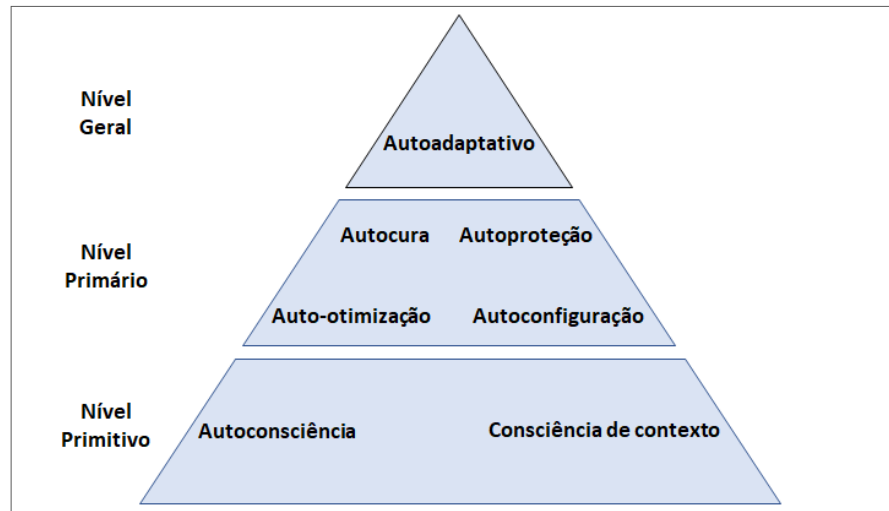 Nível
Geral
Autoadaptativo
Nível
Primário
Autocura Autoproteção
Auto-otimização Autoconfiguração
Nível
Primitivo
Autoconsciência Consciência de contexto